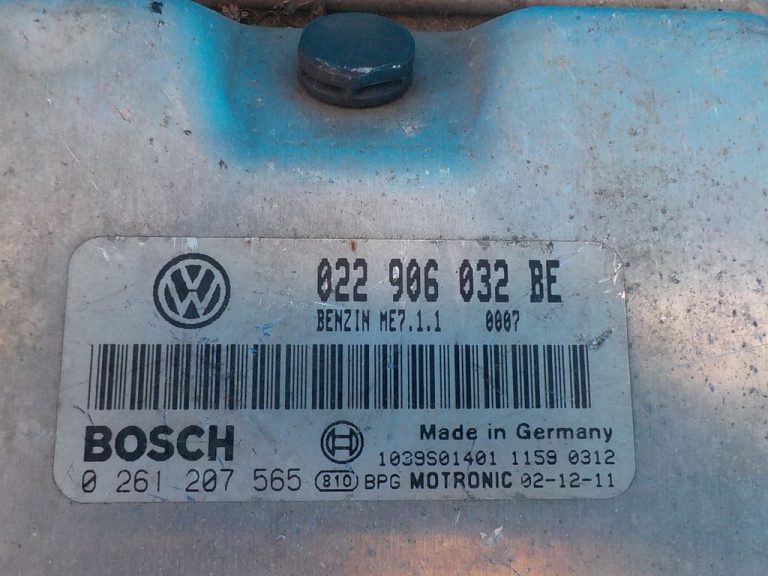 022 906 032 BE
BENZIN ME7.1.1 0007
BOSCH
Made in Germany
1039S01401 1159 0312
0 261 207 565 810 BPG MOTRONIC 02-12-11